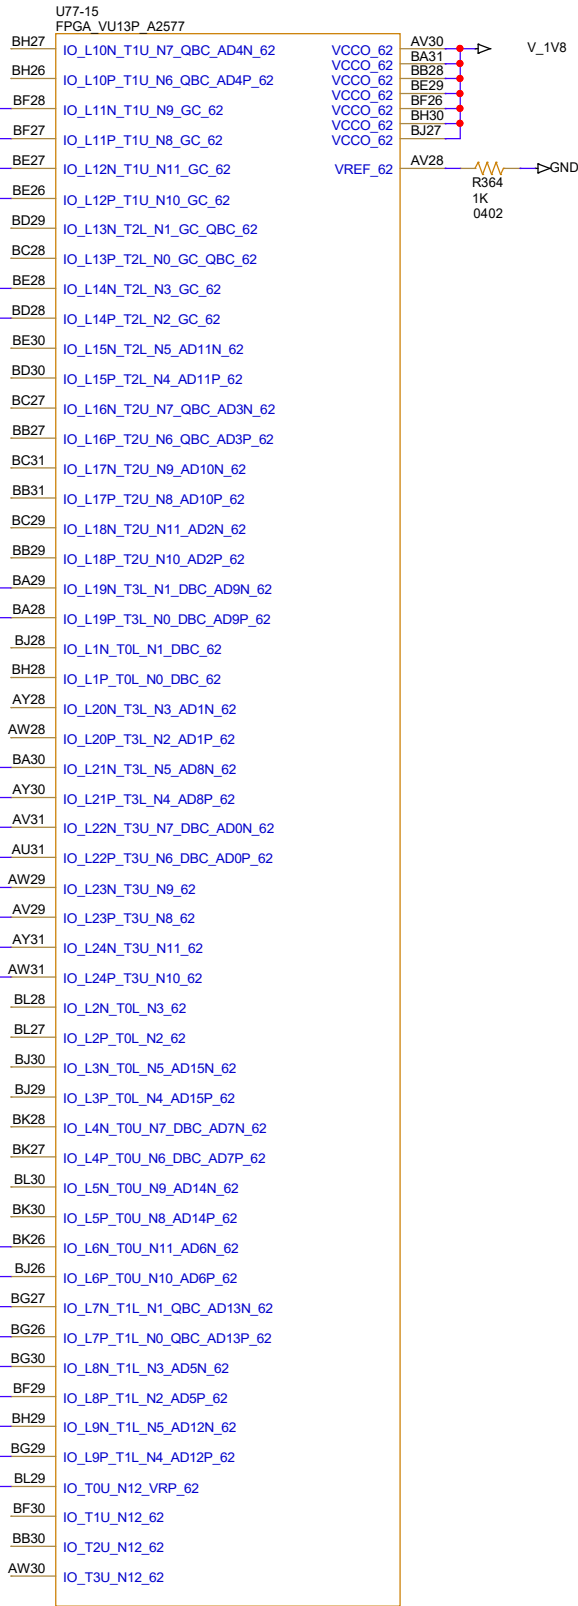 U77-15
FPGA_VU13P_A2577
BH27 IO_L10N_T1U_N7_QBC_AD4N_62 VCCO_62 AV30 V_1V8
VCCO_62 BA31
BH26 IO_L10P_T1U_N6_QBC_AD4P_62 VCCO_62 BB28
VCCO_62 BE29
BF28 IO_L11N_T1U_N9_GC_62 VCCO_62 BF26
VCCO_62 BH30
BF27 IO_L11P_T1U_N8_GC_62 VCCO_62 BJ27
BE27 IO_L12N_T1U_N11_GC_62 VREF_62 AV28 GND
R364
1K
0402
BE26 IO_L12P_T1U_N10_GC_62
BD29 IO_L13N_T2L_N1_GC_QBC_62
BC28 IO_L13P_T2L_N0_GC_QBC_62
BE28 IO_L14N_T2L_N3_GC_62
BD28 IO_L14P_T2L_N2_GC_62
BE30 IO_L15N_T2L_N5_AD11N_62
BD30 IO_L15P_T2L_N4_AD11P_62
BC27 IO_L16N_T2U_N7_QBC_AD3N_62
BB27 IO_L16P_T2U_N6_QBC_AD3P_62
BC31 IO_L17N_T2U_N9_AD10N_62
BB31 IO_L17P_T2U_N8_AD10P_62
BC29 IO_L18N_T2U_N11_AD2N_62
BB29 IO_L18P_T2U_N10_AD2P_62
BA29 IO_L19N_T3L_N1_DBC_AD9N_62
BA28 IO_L19P_T3L_N0_DBC_AD9P_62
BJ28 IO_L1N_T0L_N1_DBC_62
BH28 IO_L1P_T0L_N0_DBC_62
AY28 IO_L20N_T3L_N3_AD1N_62
AW28 IO_L20P_T3L_N2_AD1P_62
BA30 IO_L21N_T3L_N5_AD8N_62
AY30 IO_L21P_T3L_N4_AD8P_62
AV31 IO_L22N_T3U_N7_DBC_AD0N_62
AU31 IO_L22P_T3U_N6_DBC_AD0P_62
AW29 IO_L23N_T3U_N9_62
AV29 IO_L23P_T3U_N8_62
AY31 IO_L24N_T3U_N11_62
AW31 IO_L24P_T3U_N10_62
BL28 IO_L2N_T0L_N3_62
BL27 IO_L2P_T0L_N2_62
BJ30 IO_L3N_T0L_N5_AD15N_62
BJ29 IO_L3P_T0L_N4_AD15P_62
BK28 IO_L4N_T0U_N7_DBC_AD7N_62
BK27 IO_L4P_T0U_N6_DBC_AD7P_62
BL30 IO_L5N_T0U_N9_AD14N_62
BK30 IO_L5P_T0U_N8_AD14P_62
BK26 IO_L6N_T0U_N11_AD6N_62
BJ26 IO_L6P_T0U_N10_AD6P_62
BG27 IO_L7N_T1L_N1_QBC_AD13N_62
BG26 IO_L7P_T1L_N0_QBC_AD13P_62
BG30 IO_L8N_T1L_N3_AD5N_62
BF29 IO_L8P_T1L_N2_AD5P_62
BH29 IO_L9N_T1L_N5_AD12N_62
BG29 IO_L9P_T1L_N4_AD12P_62
BL29 IO_T0U_N12_VRP_62
BF30 IO_T1U_N12_62
BB30 IO_T2U_N12_62
AW30 IO_T3U_N12_62